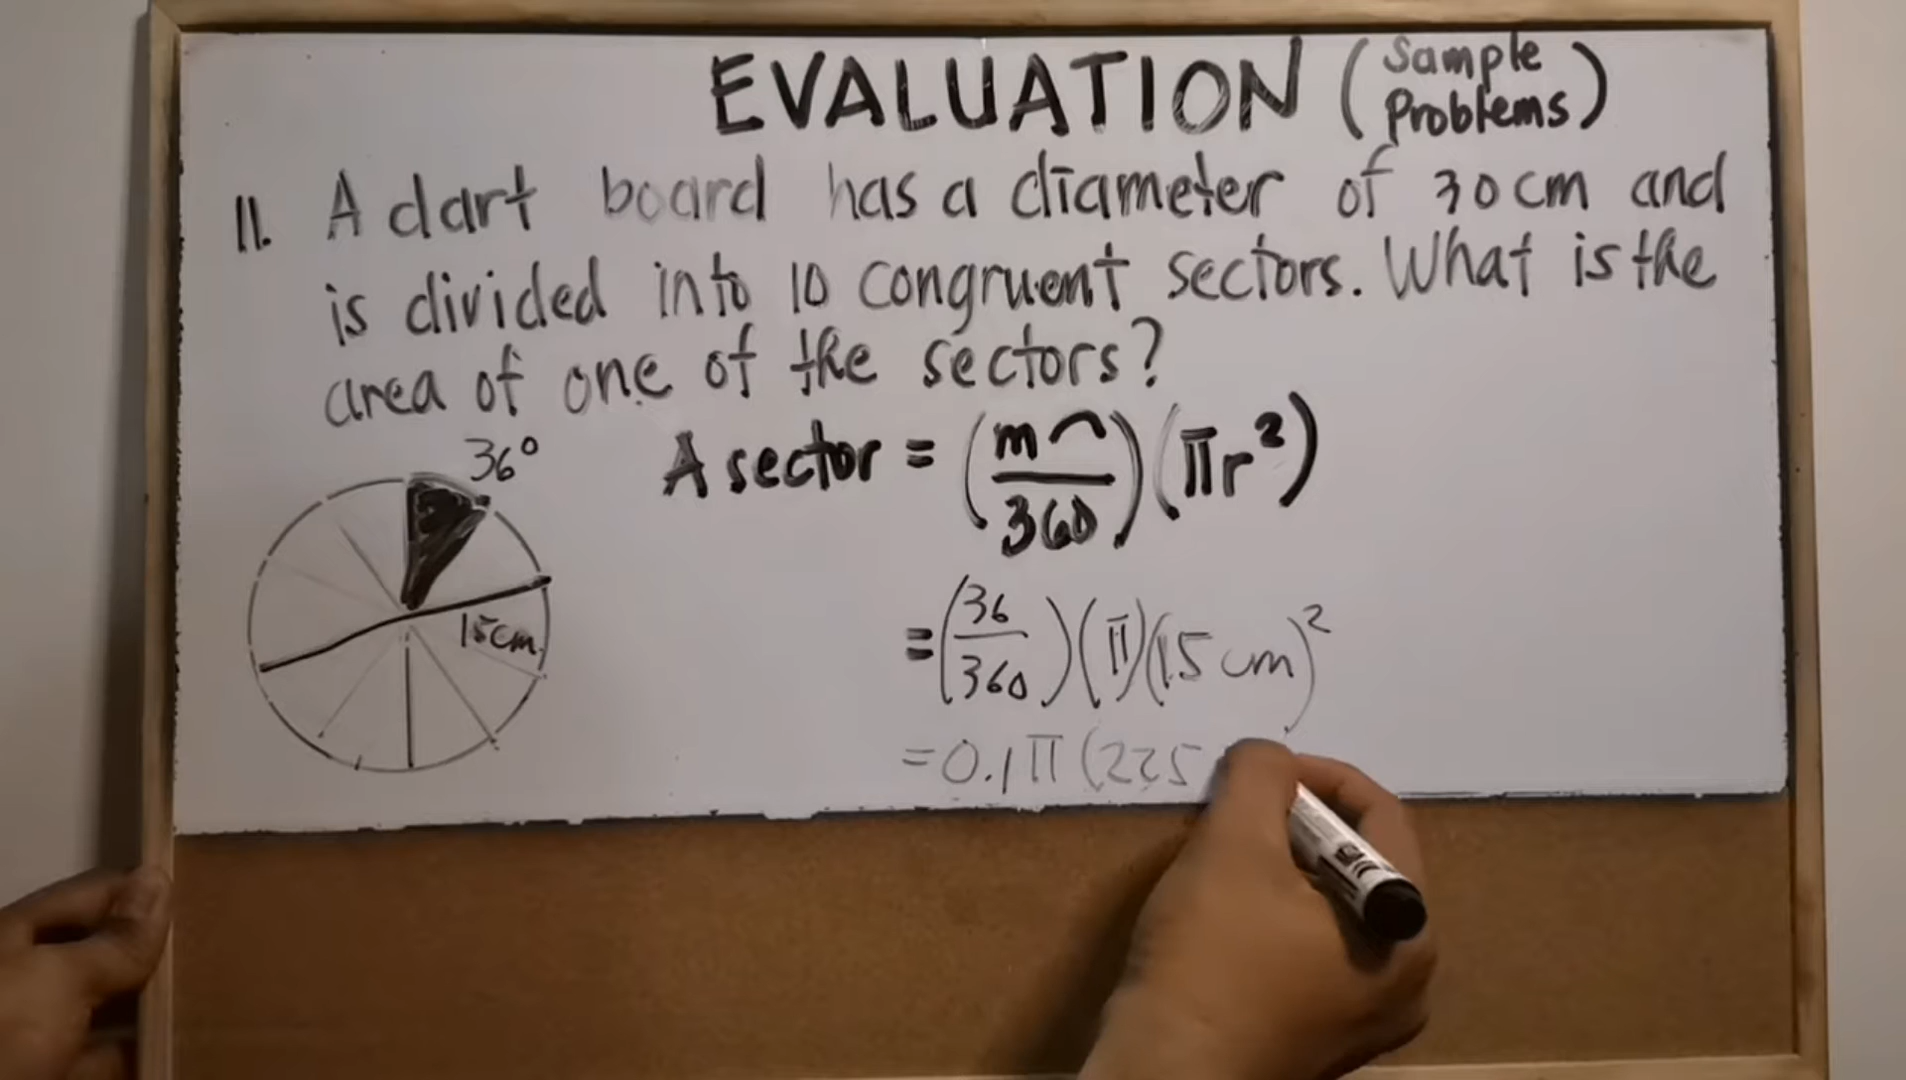 EVALUATION (Sample Problems)
11. A dart board has a diameter of 30cm and
is divided into 10 congruent sectors. What is the
area of one of the sectors?
36°
A sector = (m⌒/360)(πr²)
15cm.
=(36/360)(π)(15 cm)²
=0.1π(225